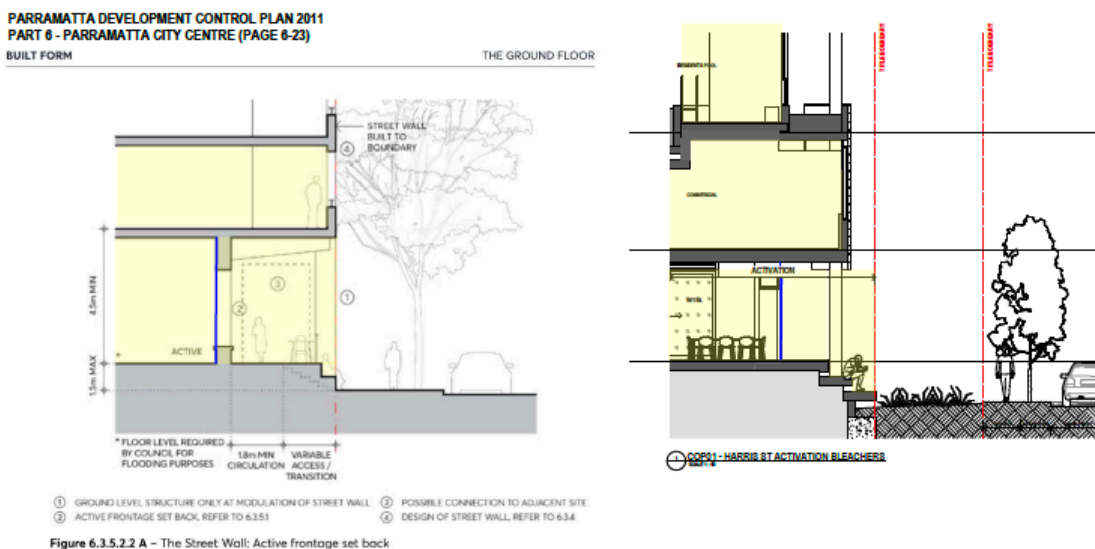 PARRAMATTA DEVELOPMENT CONTROL PLAN 2011
PART 6 - PARRAMATTA CITY CENTRE (PAGE 6-23)
BUILT FORM
THE GROUND FLOOR
STREET WALL
BUILT TO
BOUNDARY
4
4.5m MIN
3
1
2
ACTIVE
1.5m MAX
* FLOOR LEVEL REQUIRED
BY COUNCIL FOR
FLOODING PURPOSES
1.8m MIN
CIRCULATION
VARIABLE
ACCESS /
TRANSITION
1 GROUND LEVEL STRUCTURE ONLY AT MODULATION OF STREET WALL
2 ACTIVE FRONTAGE SET BACK, REFER TO 6.3.5.1
3 POSSIBLE CONNECTION TO ADJACENT SITE
4 DESIGN OF STREET WALL, REFER TO 6.3.4
Figure 6.3.5.2.2 A – The Street Wall: Active frontage set back
COMMERCIAL
ACTIVATION
RETAIL
COP01 - HARRIS ST ACTIVATION BLEACHERS